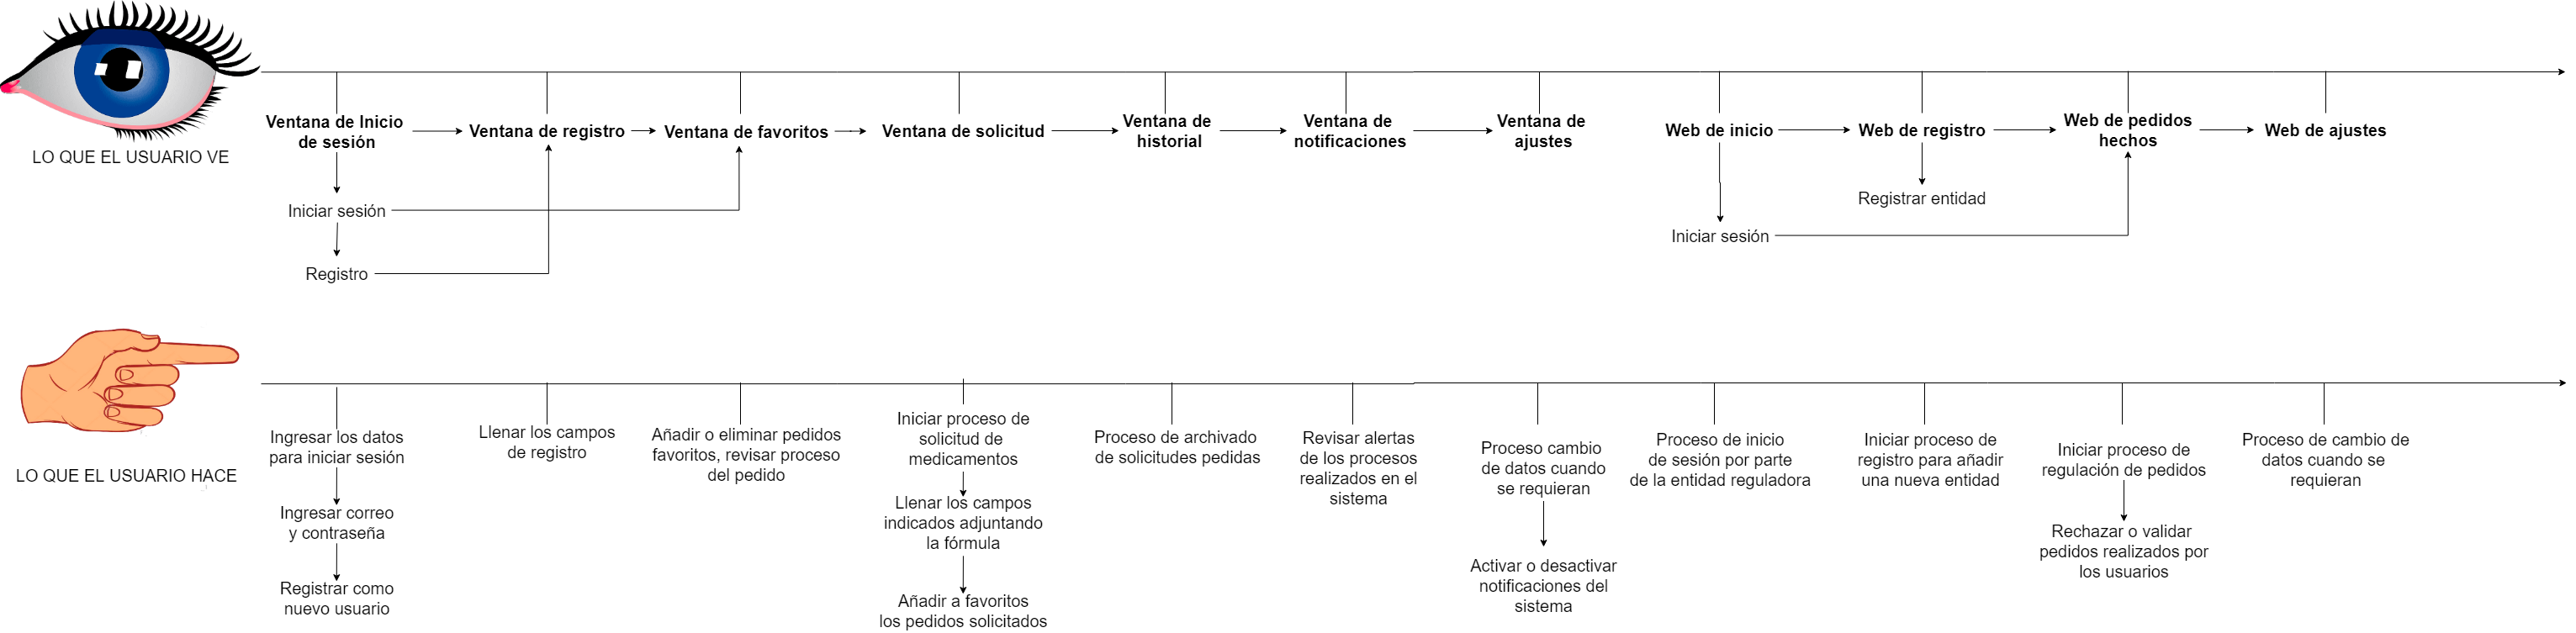 LO QUE EL USUARIO VE
Ventana de Inicio
de sesión
Ventana de registro
Ventana de favoritos
Ventana de solicitud
Ventana de
historial
Ventana de
notificaciones
Ventana de
ajustes
Web de inicio
Web de registro
Web de pedidos
hechos
Web de ajustes
Iniciar sesión
Registro
Registrar entidad
Iniciar sesión
LO QUE EL USUARIO HACE
Ingresar los datos
para iniciar sesión
Ingresar correo
y contraseña
Registrar como
nuevo usuario
Llenar los campos
de registro
Añadir o eliminar pedidos
favoritos, revisar proceso
del pedido
Iniciar proceso de
solicitud de
medicamentos
Llenar los campos
indicados adjuntando
la fórmula
Añadir a favoritos
los pedidos solicitados
Proceso de archivado
de solicitudes pedidas
Revisar alertas
de los procesos
realizados en el
sistema
Proceso cambio
de datos cuando
se requieran
Activar o desactivar
notificaciones del
sistema
Proceso de inicio
de sesión por parte
de la entidad reguladora
Iniciar proceso de
registro para añadir
una nueva entidad
Iniciar proceso de
regulación de pedidos
Rechazar o validar
pedidos realizados por
los usuarios
Proceso de cambio de
datos cuando se
requieran